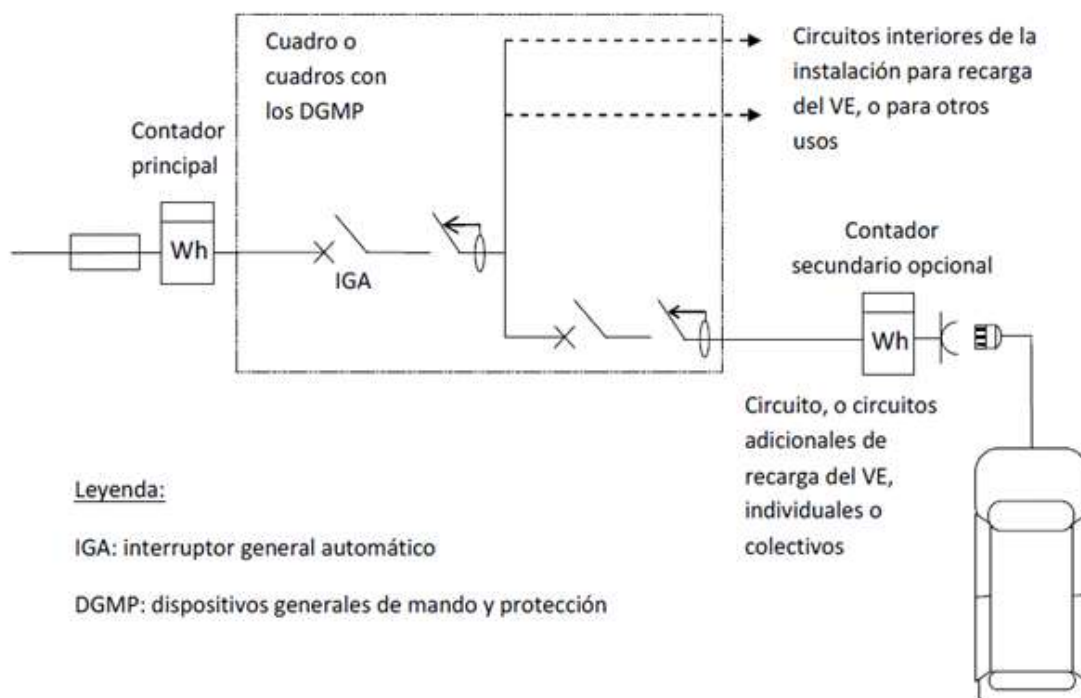 Cuadro o
cuadros con
los DGMP
Circuitos interiores de la
instalación para recarga
del VE, o para otros
usos
Contador
principal
Wh
IGA
Contador
secundario opcional
Wh
Circuito, o circuitos
adicionales de
recarga del VE,
individuales o
colectivos
Leyenda:
IGA: interruptor general automático
DGMP: dispositivos generales de mando y protección